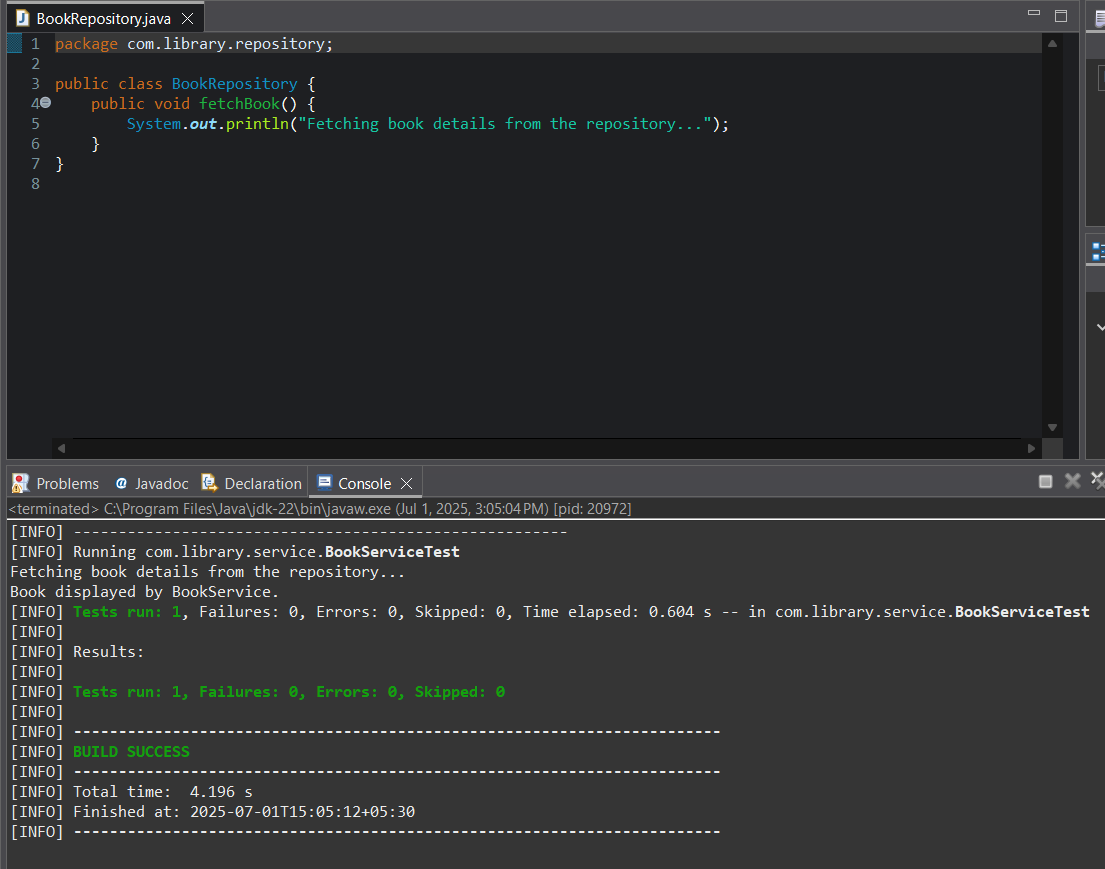 BookRepository.java
1 package com.library.repository;
2
3 public class BookRepository {
4     public void fetchBook() {
5         System.out.println("Fetching book details from the repository...");
6     }
7 }
8
Problems @ Javadoc Declaration Console
<terminated> C:\Program Files\Java\jdk-22\bin\javaw.exe (Jul 1, 2025, 3:05:04 PM) [pid: 20972]
[INFO] -------------------------------------------------------
[INFO] Running com.library.service.BookServiceTest
Fetching book details from the repository...
Book displayed by BookService.
[INFO] Tests run: 1, Failures: 0, Errors: 0, Skipped: 0, Time elapsed: 0.604 s -- in com.library.service.BookServiceTest
[INFO]
[INFO] Results:
[INFO]
[INFO] Tests run: 1, Failures: 0, Errors: 0, Skipped: 0
[INFO]
[INFO] ------------------------------------------------------------------------
[INFO] BUILD SUCCESS
[INFO] ------------------------------------------------------------------------
[INFO] Total time:  4.196 s
[INFO] Finished at: 2025-07-01T15:05:12+05:30
[INFO] ------------------------------------------------------------------------